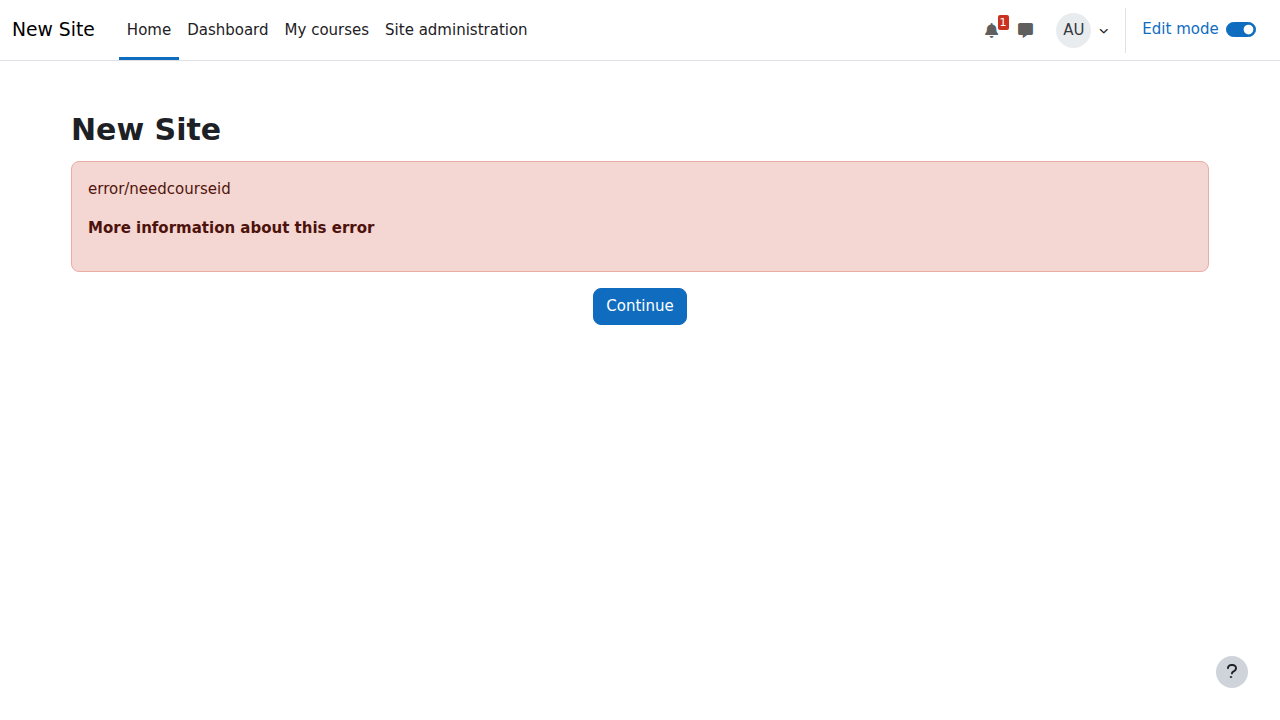 New Site
Home
Dashboard
My courses
Site administration
1
AU
Edit mode
New Site
error/needcourseid
More information about this error
Continue
?